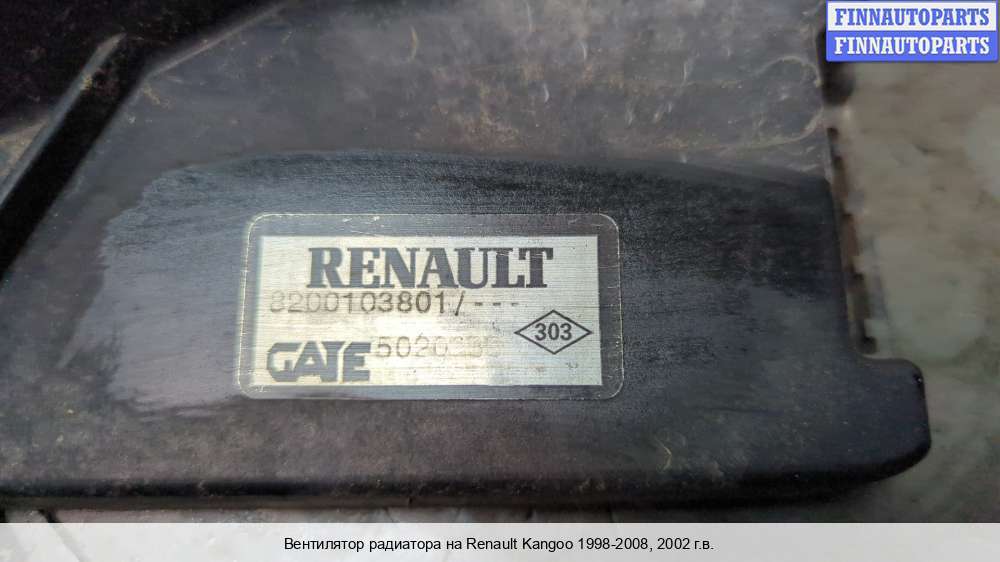 FINNAUTOPARTS
FINNAUTOPARTS
RENAULT
8200103801/---
303
GATE
Вентилятор радиатора на Renault Kangoo 1998-2008, 2002 г.в.